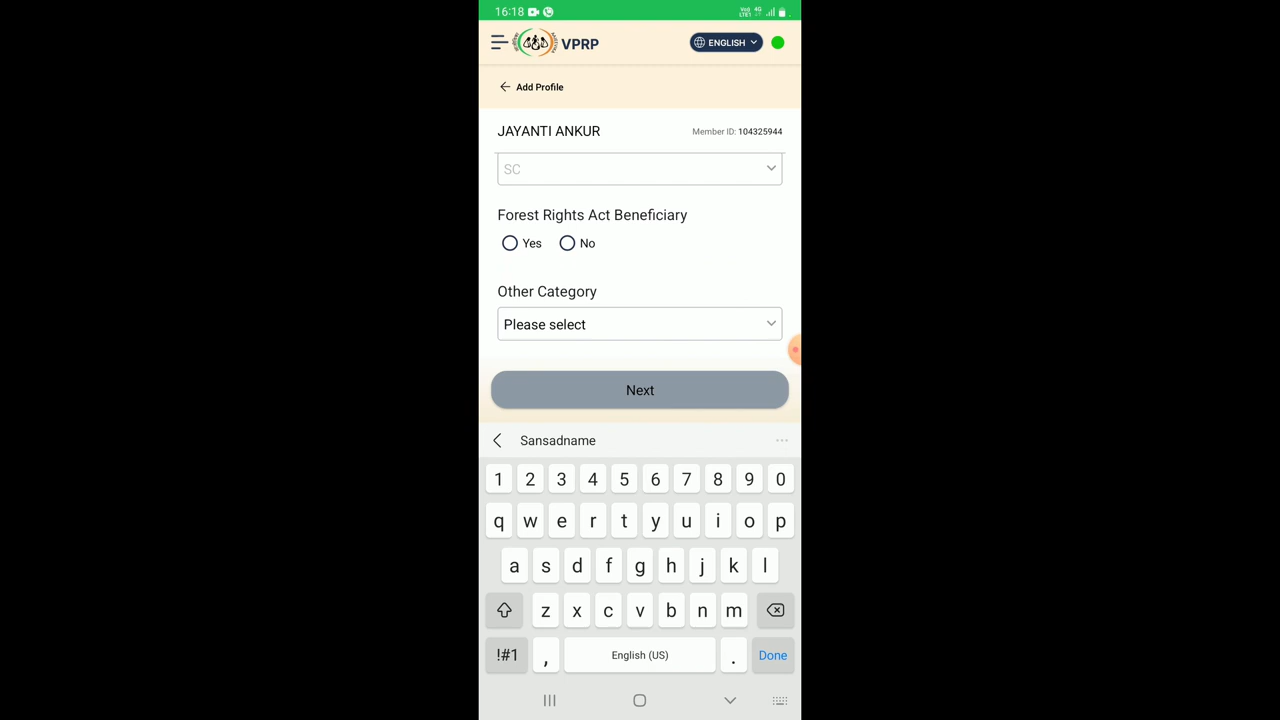 16:18
VPRP
ENGLISH
Add Profile
JAYANTI ANKUR
Member ID: 104325944
SC
Forest Rights Act Beneficiary
Yes No
Other Category
Please select
Next
Sansadname
1 2 3 4 5 6 7 8 9 0
q w e r t y u i o p
a s d f g h j k l
z x c v b n m
!#1 , English (US) . Done